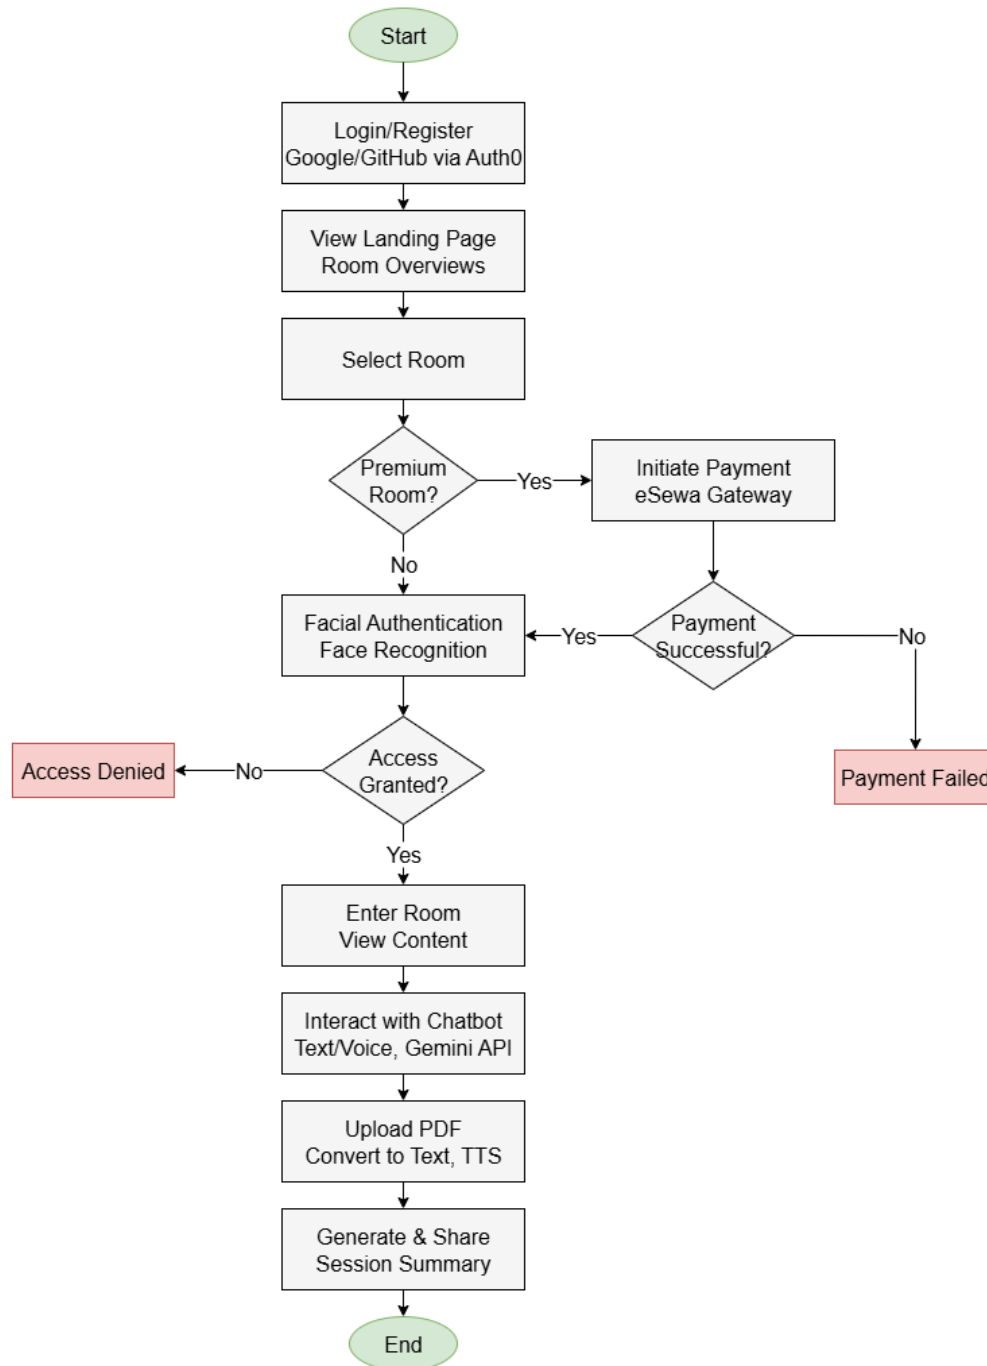 Start
Login/Register
Google/GitHub via Auth0
View Landing Page
Room Overviews
Select Room
Premium
Room?
Yes
Initiate Payment
eSewa Gateway
No
Facial Authentication
Face Recognition
Yes
Payment
Successful?
No
Access Denied
No
Access
Granted?
Payment Failed
Yes
Enter Room
View Content
Interact with Chatbot
Text/Voice, Gemini API
Upload PDF
Convert to Text, TTS
Generate & Share
Session Summary
End